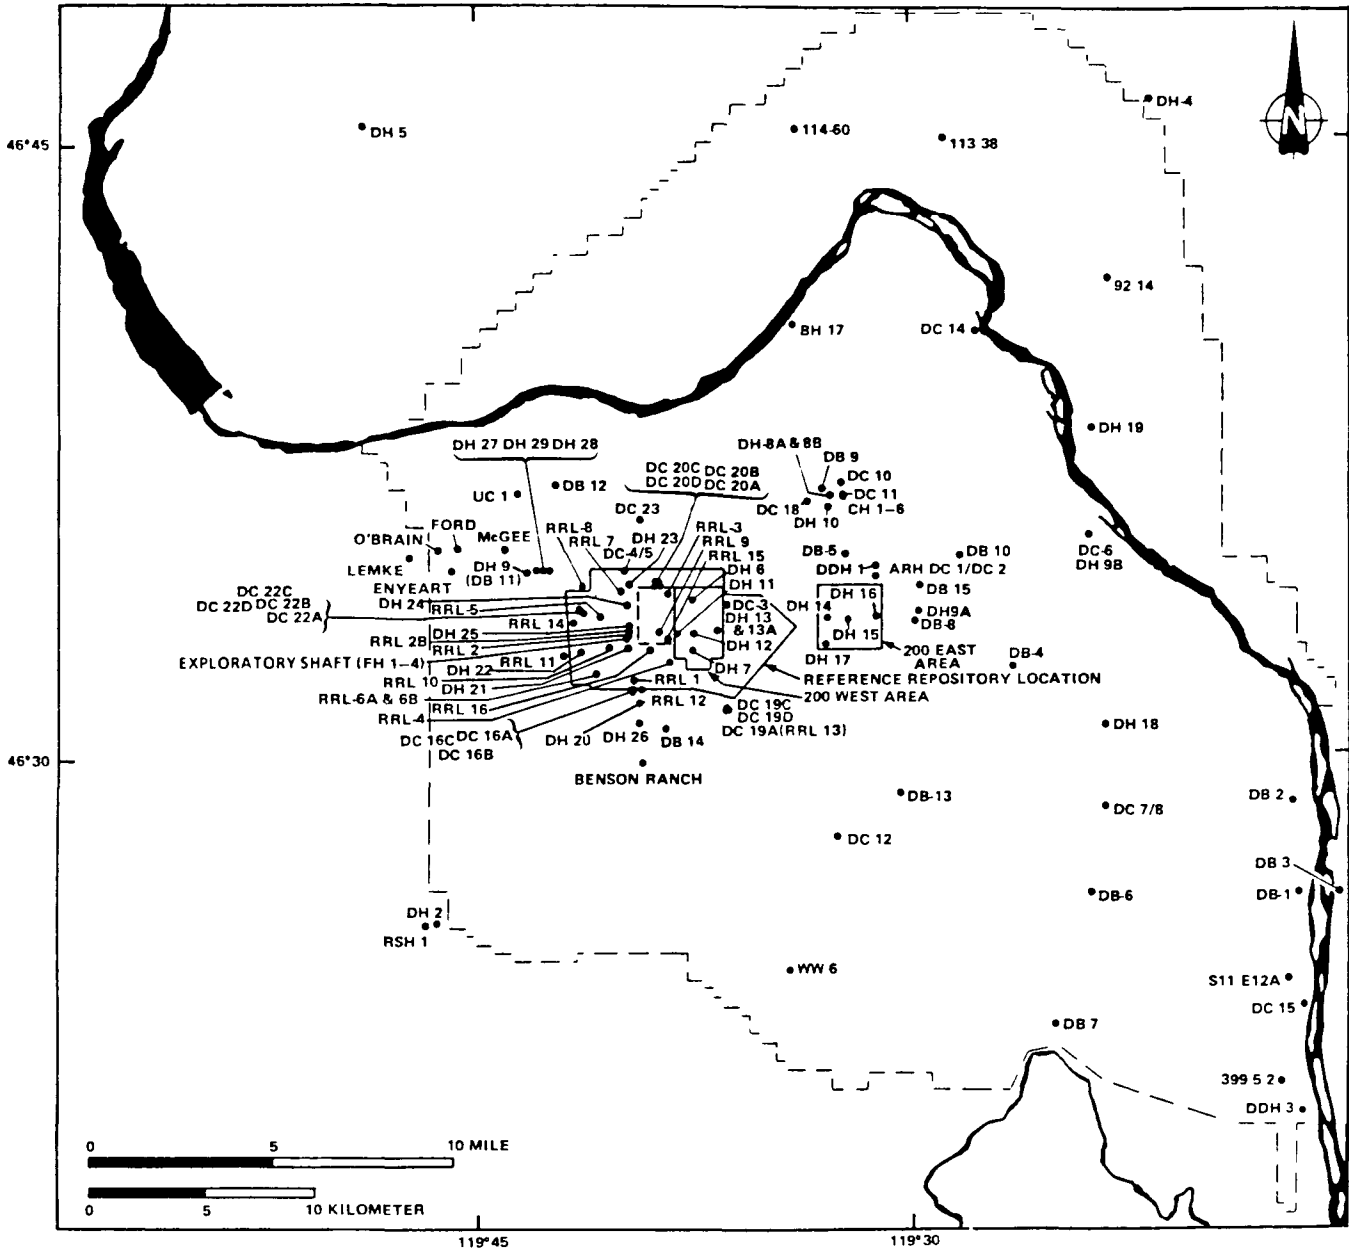 N
DH-4
DH 5
114-60
113 38
46°45
92 14
BH 17
DC 14
DH 19
DH 27 DH 29 DH 28
DH-8A & 8B
DB 9
DC 20C DC 20B
DC 20D DC 20A
DC 10
DC 11
CH 1-6
DC 18
DH 10
UC 1
DB 12
DC 23
RRL-8
RRL 7
DH 23
DC-4/5
RRL-3
RRL 9
RRL 15
DH 6
DH 11
O'BRAIN
FORD
McGEE
LEMKE
ENYEART
DH 9
(DB 11)
DB-5
DDH 1
ARH DC 1/DC 2
DB 10
DC-6
DH 9B
DB 15
DH 16
DH9A
DB-8
DH 14
DH 15
DH 17
200 EAST
AREA
DB-4
DC 22C
DC 22D DC 22B
DC 22A
DH 24
RRL-5
RRL 14
DH 25
RRL 2B
RRL 2
EXPLORATORY SHAFT (FH 1-4)
DH 22
RRL 11
RRL 10
DH 21
RRL-6A & 6B
RRL 16
RRL-4
DC-3
DH 13
& 13A
DH 12
DH 7
REFERENCE REPOSITORY LOCATION
200 WEST AREA
RRL 1
RRL 12
DC 19C
DC 19D
DC 19A(RRL 13)
DC 16A
DC 16C
DC 16B
DH 20
DH 26
DB 14
BENSON RANCH
DH 18
46°30
DB-13
DC 7/8
DB 2
DC 12
DB 3
DB-6
DB-1
DH 2
RSH 1
WW 6
S11 E12A
DC 15
DB 7
399 5 2
DDH 3
0 5 10 MILE
0 5 10 KILOMETER
119°45
119°30